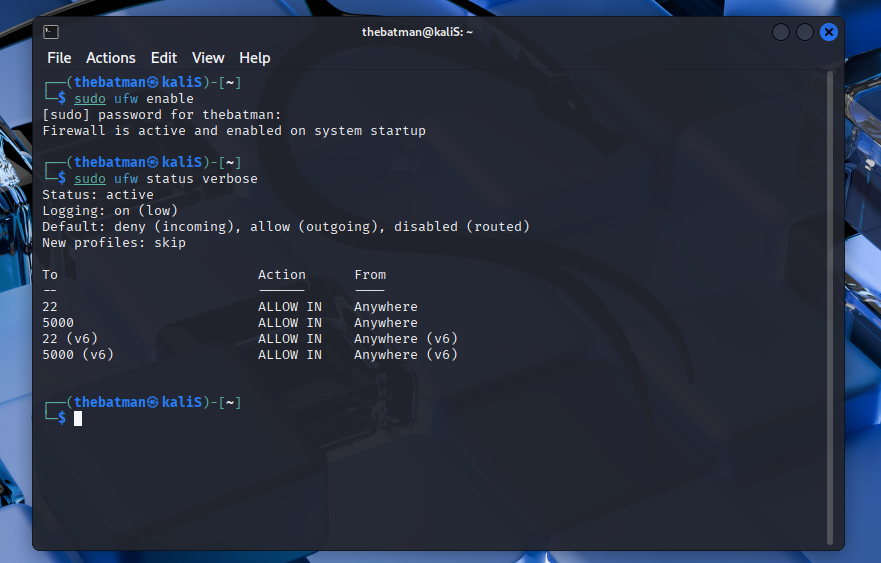 thebatman@kaliS: ~
File Actions Edit View Help
┌──(thebatman㉿kaliS)-[~]
└─$ sudo ufw enable
[sudo] password for thebatman:
Firewall is active and enabled on system startup
┌──(thebatman㉿kaliS)-[~]
└─$ sudo ufw status verbose
Status: active
Logging: on (low)
Default: deny (incoming), allow (outgoing), disabled (routed)
New profiles: skip
To Action From
-- ------ ----
22 ALLOW IN Anywhere
5000 ALLOW IN Anywhere
22 (v6) ALLOW IN Anywhere (v6)
5000 (v6) ALLOW IN Anywhere (v6)
┌──(thebatman㉿kaliS)-[~]
└─$